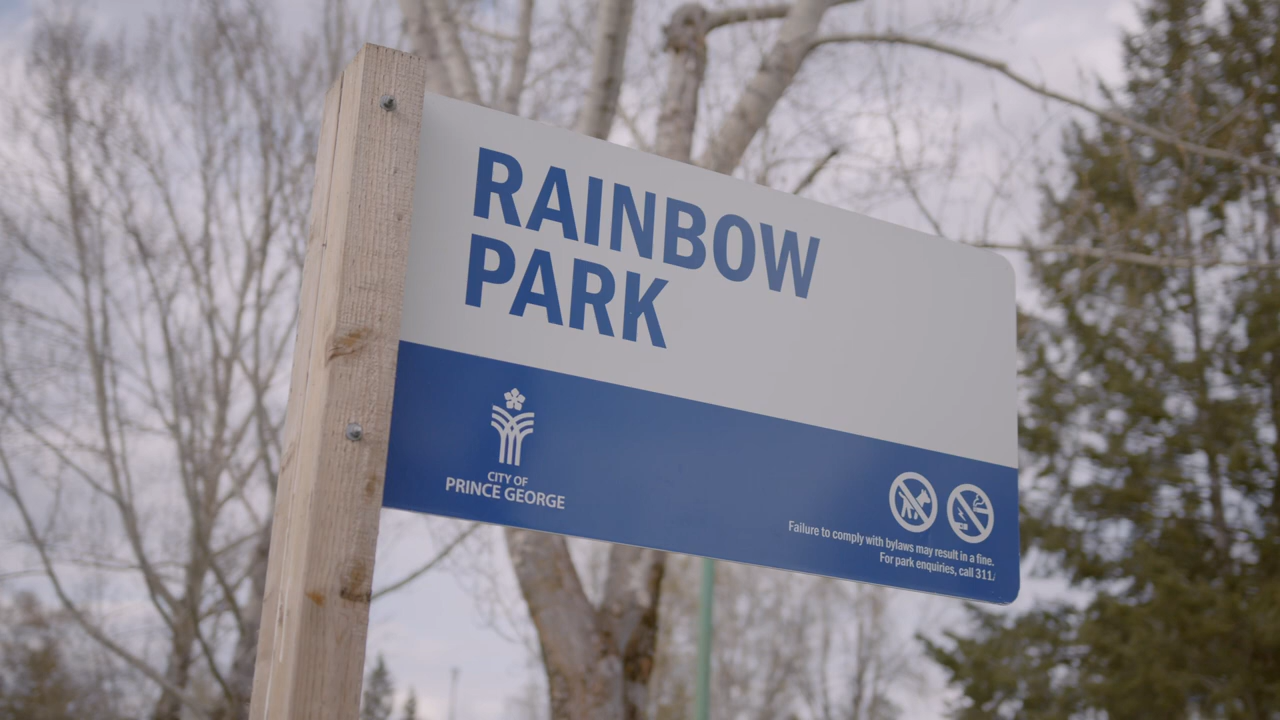 RAINBOW
PARK
CITY OF
PRINCE GEORGE
Failure to comply with bylaws may result in a fine.
For park enquiries, call 311.